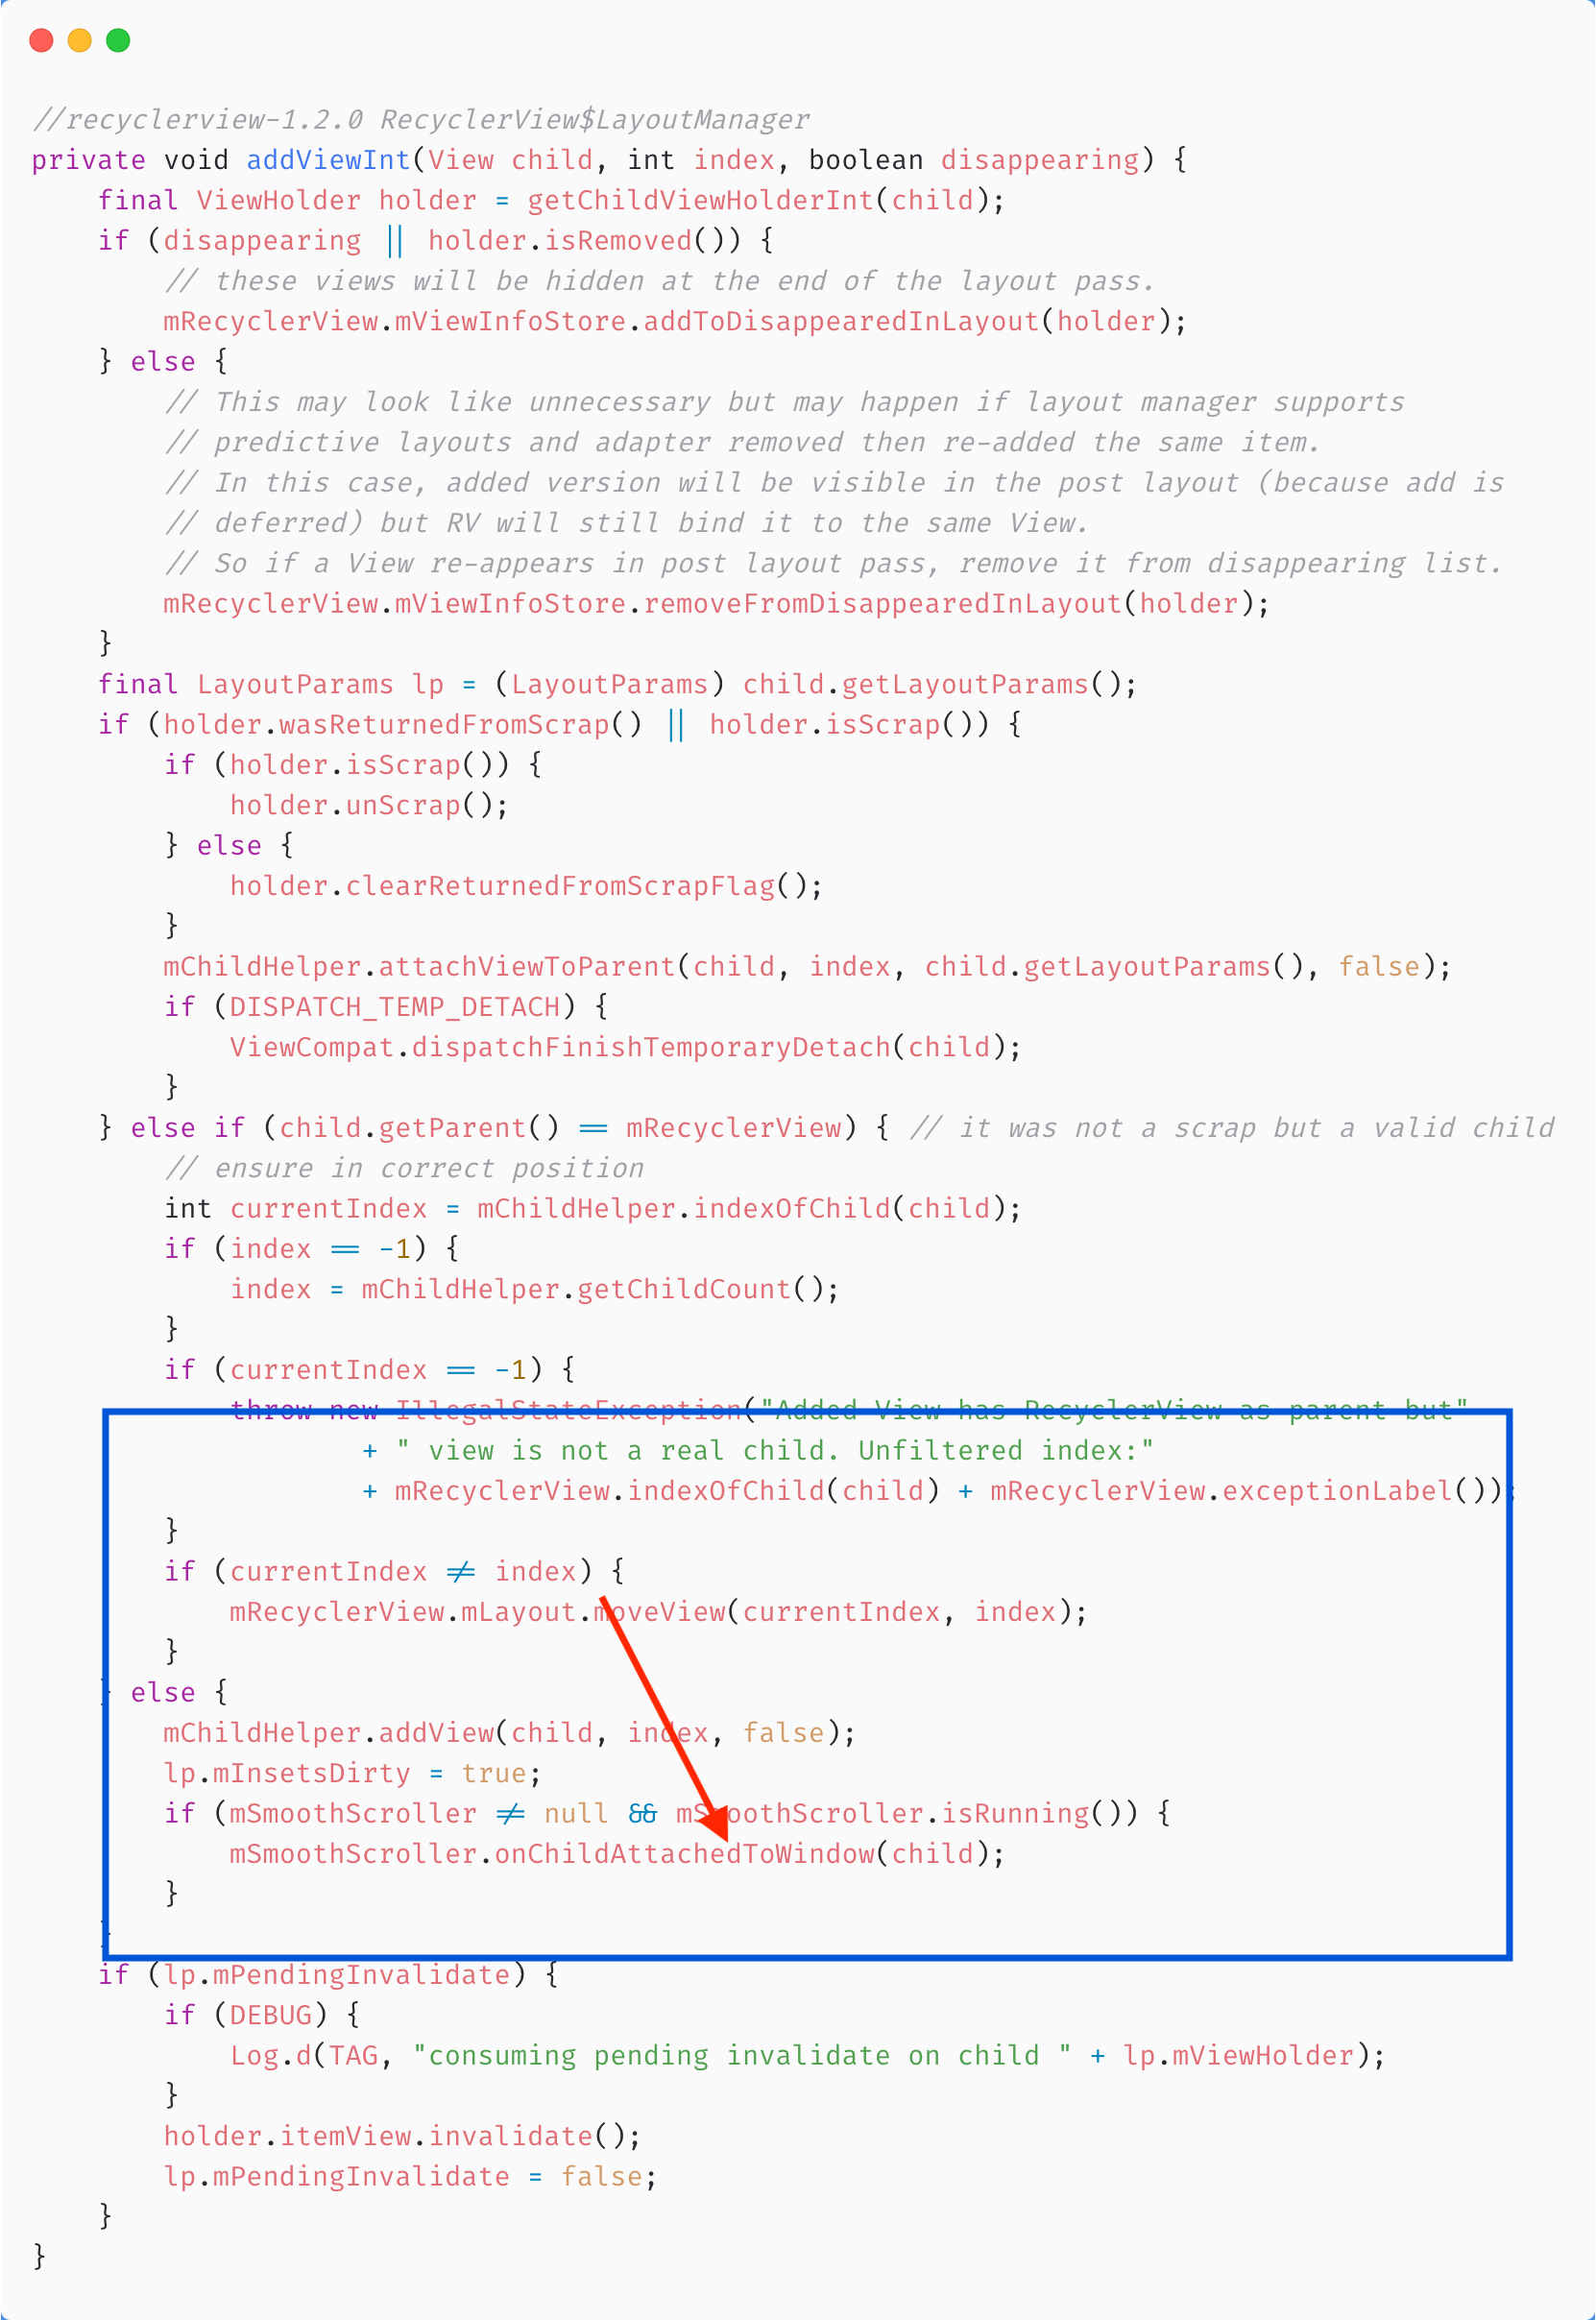 //recyclerview-1.2.0 RecyclerView$LayoutManager
private void addViewInt(View child, int index, boolean disappearing) {
    final ViewHolder holder = getChildViewHolderInt(child);
    if (disappearing || holder.isRemoved()) {
        // these views will be hidden at the end of the layout pass.
        mRecyclerView.mViewInfoStore.addToDisappearedInLayout(holder);
    } else {
        // This may look like unnecessary but may happen if layout manager supports
        // predictive layouts and adapter removed then re-added the same item.
        // In this case, added version will be visible in the post layout (because add is
        // deferred) but RV will still bind it to the same View.
        // So if a View re-appears in post layout pass, remove it from disappearing list.
        mRecyclerView.mViewInfoStore.removeFromDisappearedInLayout(holder);
    }
    final LayoutParams lp = (LayoutParams) child.getLayoutParams();
    if (holder.wasReturnedFromScrap() || holder.isScrap()) {
        if (holder.isScrap()) {
            holder.unScrap();
        } else {
            holder.clearReturnedFromScrapFlag();
        }
        mChildHelper.attachViewToParent(child, index, child.getLayoutParams(), false);
        if (DISPATCH_TEMP_DETACH) {
            ViewCompat.dispatchFinishTemporaryDetach(child);
        }
    } else if (child.getParent() == mRecyclerView) { // it was not a scrap but a valid child
        // ensure in correct position
        int currentIndex = mChildHelper.indexOfChild(child);
        if (index == -1) {
            index = mChildHelper.getChildCount();
        }
        if (currentIndex == -1) {
            throw new IllegalStateException("Added View has RecyclerView as parent but"
                    + " view is not a real child. Unfiltered index:"
                    + mRecyclerView.indexOfChild(child) + mRecyclerView.exceptionLabel());
        }
        if (currentIndex != index) {
            mRecyclerView.mLayout.moveView(currentIndex, index);
        }
    } else {
        mChildHelper.addView(child, index, false);
        lp.mInsetsDirty = true;
        if (mSmoothScroller != null && mSmoothScroller.isRunning()) {
            mSmoothScroller.onChildAttachedToWindow(child);
        }
    }
    if (lp.mPendingInvalidate) {
        if (DEBUG) {
            Log.d(TAG, "consuming pending invalidate on child " + lp.mViewHolder);
        }
        holder.itemView.invalidate();
        lp.mPendingInvalidate = false;
    }
}